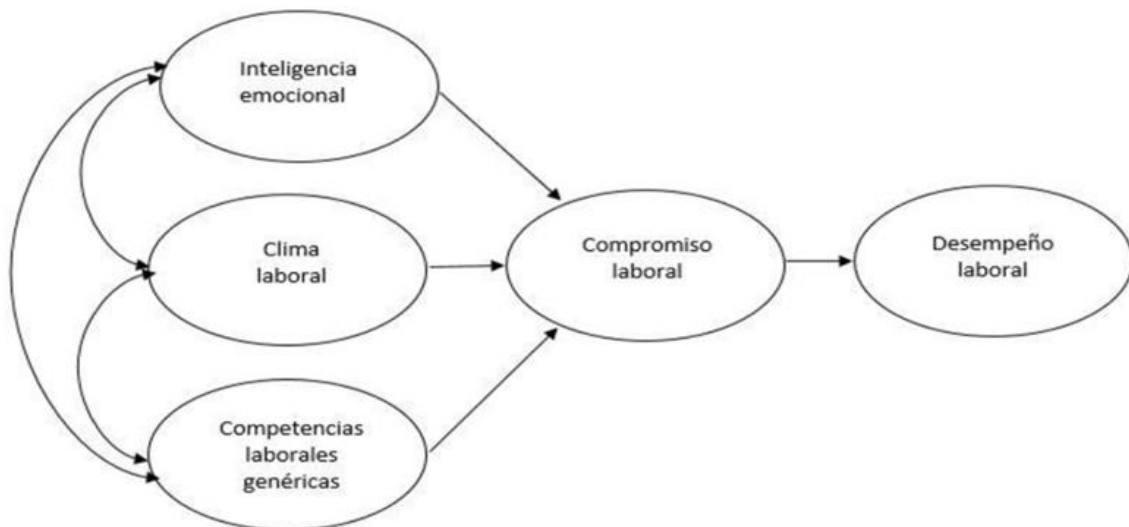 Inteligencia
emocional
Clima
laboral
Compromiso
laboral
Desempeño
laboral
Competencias
laborales
genéricas